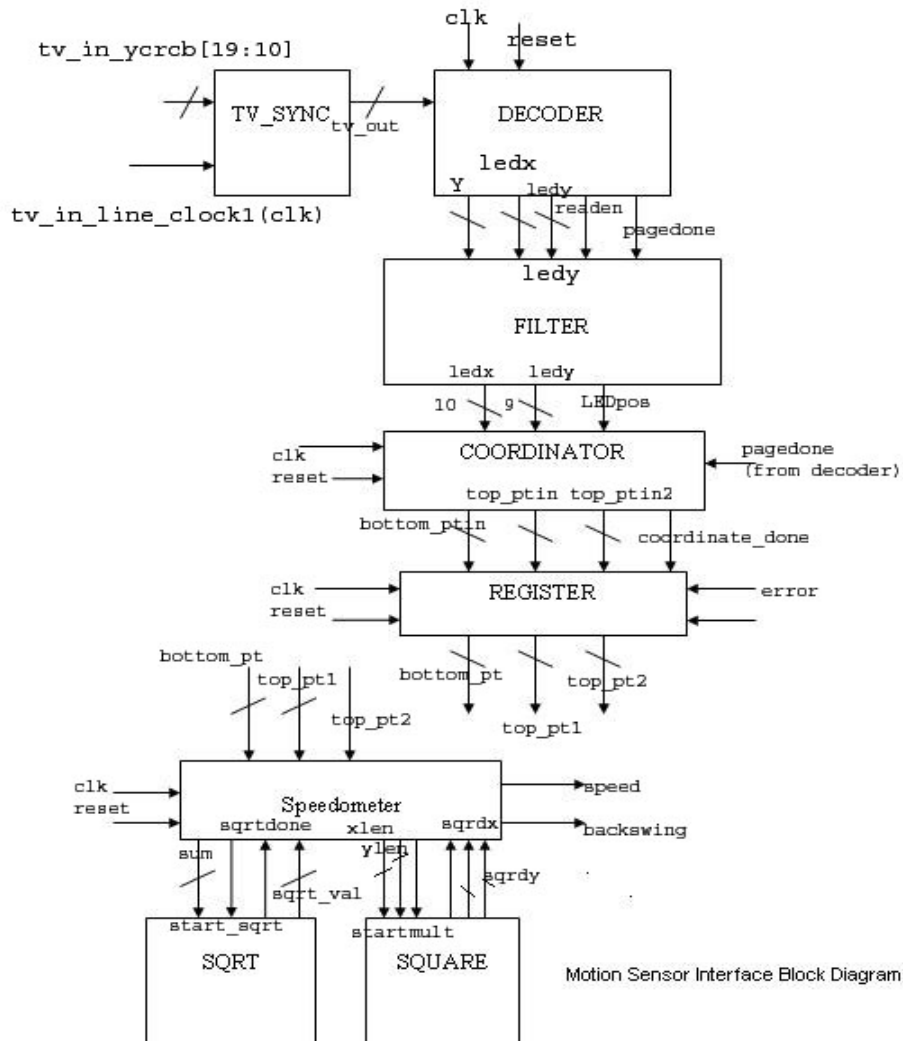 clk
reset
tv_in_ycrcb[19:10]
TV_SYNC
tv_out
DECODER
ledx
Y
ledy
readen
tv_in_line_clock1(clk)
pagedone
ledy
FILTER
ledx
ledy
10
9
LEDpos
COORDINATOR
clk
reset
pagedone
(from decoder)
top_ptin
top_ptin2
bottom_ptin
coordinate_done
clk
reset
REGISTER
error
bottom_pt
top_pt1
top_pt2
bottom_pt
top_pt2
top_pt1
clk
reset
Speedometer
speed
backswing
sqrtdone
xlen
sqrdx
sum
ylen
sqrt_val
sqrdy
start_sqrt
startmult
SQRT
SQUARE
Motion Sensor Interface Block Diagram